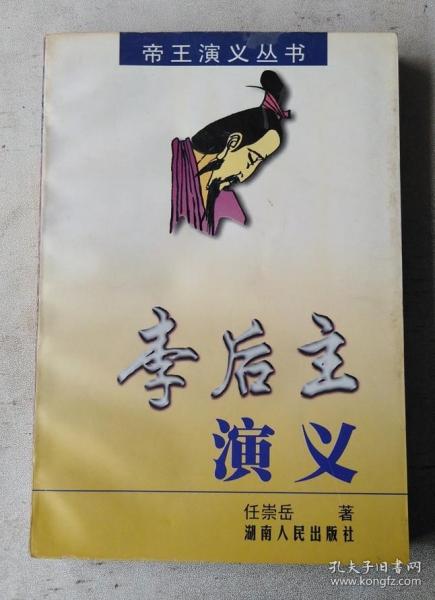 帝王演义丛书
李后主
演义
任崇岳 著
湖南人民出版社
孔夫子旧书网
www.kongfz.com